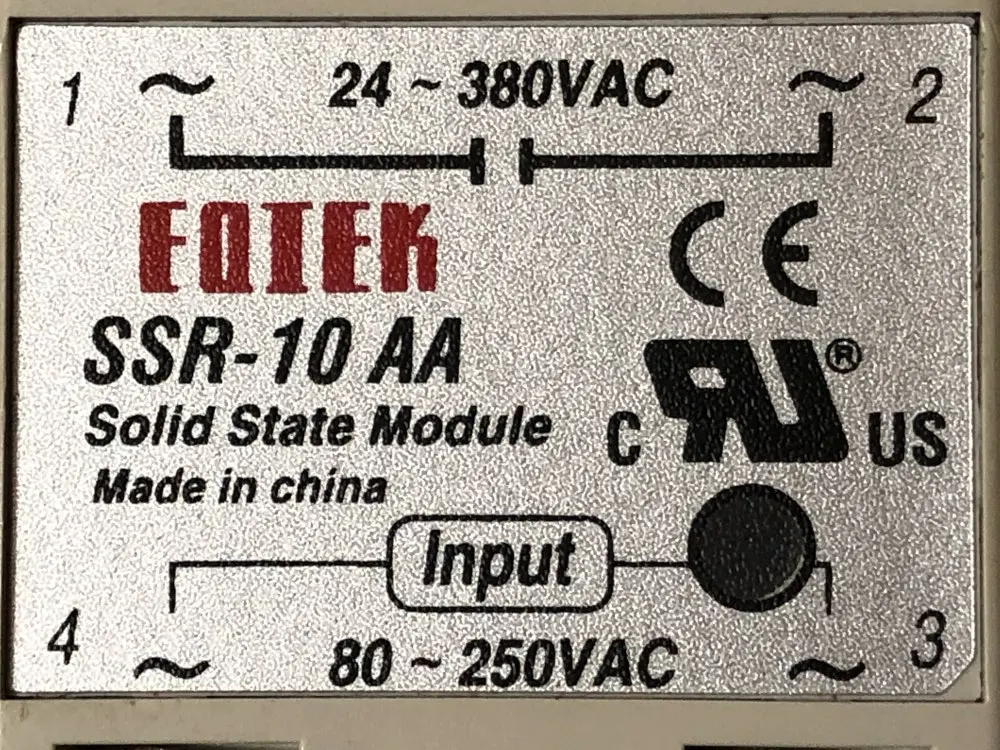 1 ~ 24 ~ 380VAC ~ 2
EQTEK
CE
SSR-10 AA
RU®
Solid State Module
C US
Made in china
Input
4 3
~ 80 ~ 250VAC ~